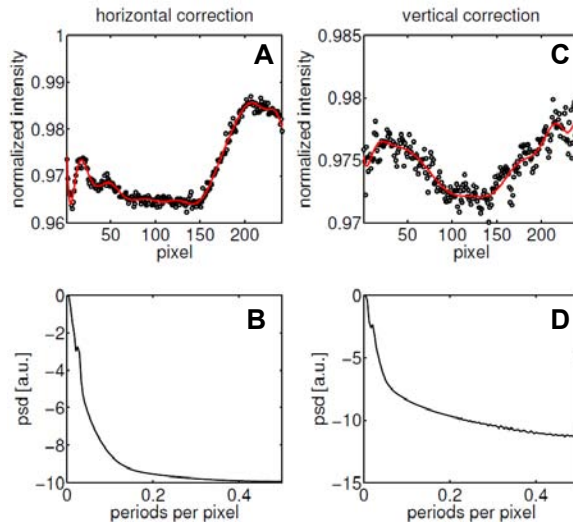 horizontal correction
A
normalized intensity
1
0.99
0.98
0.97
0.96
50 100 150 200
pixel
vertical correction
C
normalized intensity
0.985
0.98
0.975
0.97
50 100 150 200
pixel
B
psd [a.u.]
0
−2
−4
−6
−8
−10
0 0.2 0.4
periods per pixel
D
psd [a.u.]
0
−5
−10
−15
0 0.2 0.4
periods per pixel